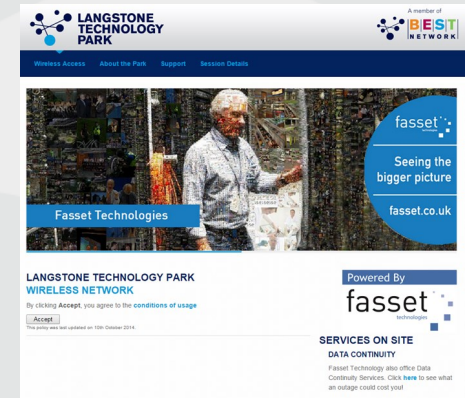 LANGSTONE
TECHNOLOGY
PARK
A member of
BEST
NETWORK
Wireless Access About the Park Support Session Details
fasset
technologies
Seeing the
bigger picture
fasset.co.uk
Fasset Technologies
LANGSTONE TECHNOLOGY PARK
WIRELESS NETWORK
By clicking Accept, you agree to the conditions of usage
Accept
This policy was last updated on 10th October 2014.
Powered By
fasset
technologies
SERVICES ON SITE
DATA CONTINUITY
Fasset Technology also office Data
Continuity Services. Click here to see what
an outage could cost you!